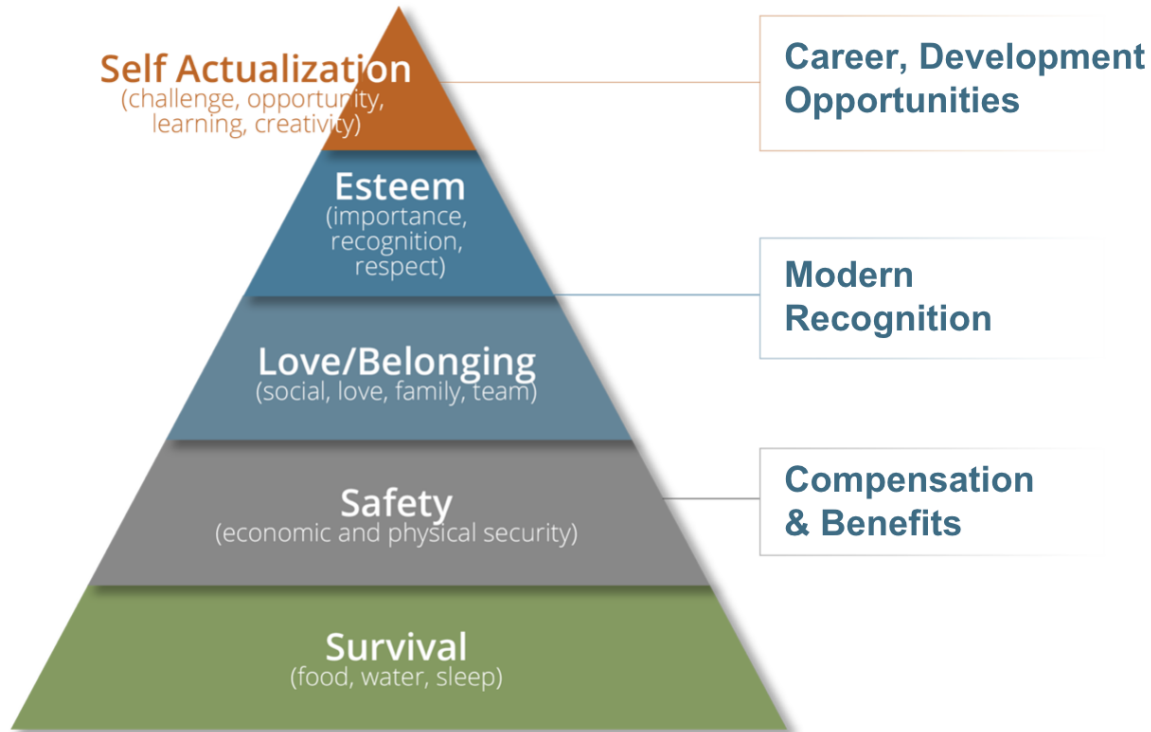 Self Actualization
(challenge, opportunity,
learning, creativity)
Career, Development
Opportunities
Esteem
(importance,
recognition,
respect)
Modern
Recognition
Love/Belonging
(social, love, family, team)
Safety
(economic and physical security)
Compensation
& Benefits
Survival
(food, water, sleep)